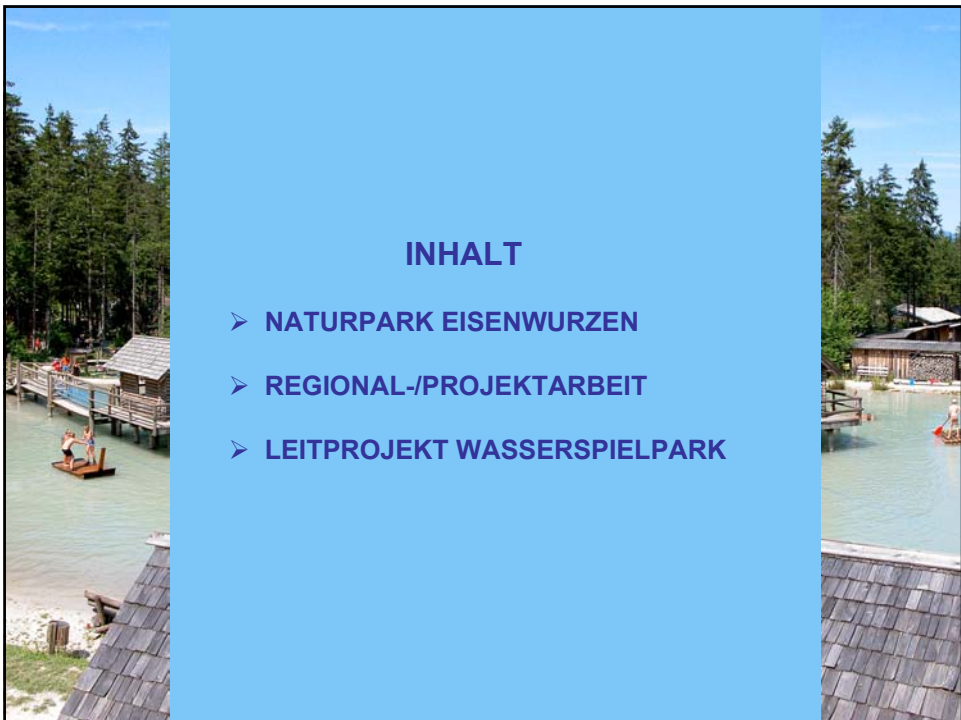 INHALT
➢ NATURPARK EISENWURZEN
➢ REGIONAL-/PROJEKTARBEIT
➢ LEITPROJEKT WASSERSPIELPARK